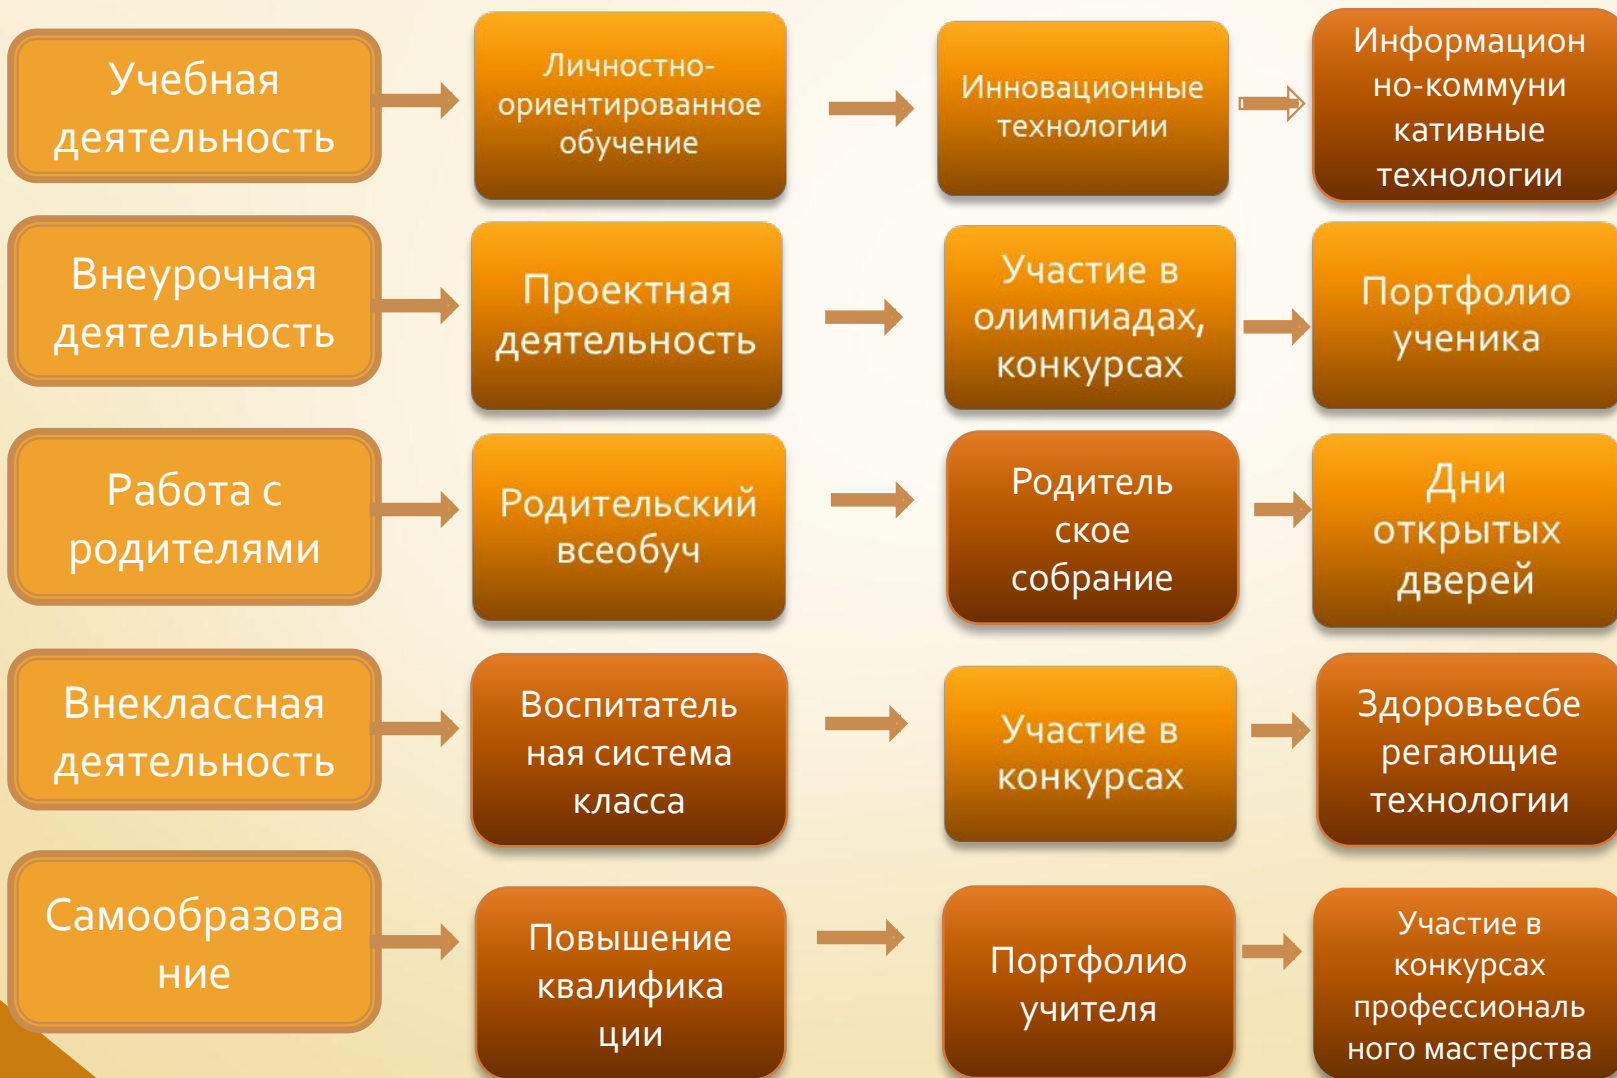 Учебная
деятельность
Личностно-
ориентированное
обучение
Инновационные
технологии
Информацион
но-коммуни
кативные
технологии
Внеурочная
деятельность
Проектная
деятельность
Участие в
олимпиадах,
конкурсах
Портфолио
ученика
Работа с
родителями
Родительский
всеобуч
Родитель
ское
собрание
Дни
открытых
дверей
Внеклассная
деятельность
Воспитатель
ная система
класса
Участие в
конкурсах
Здоровьесбе
регающие
технологии
Самообразова
ние
Повышение
квалифика
ции
Портфолио
учителя
Участие в
конкурсах
профессиональ
ного мастерства